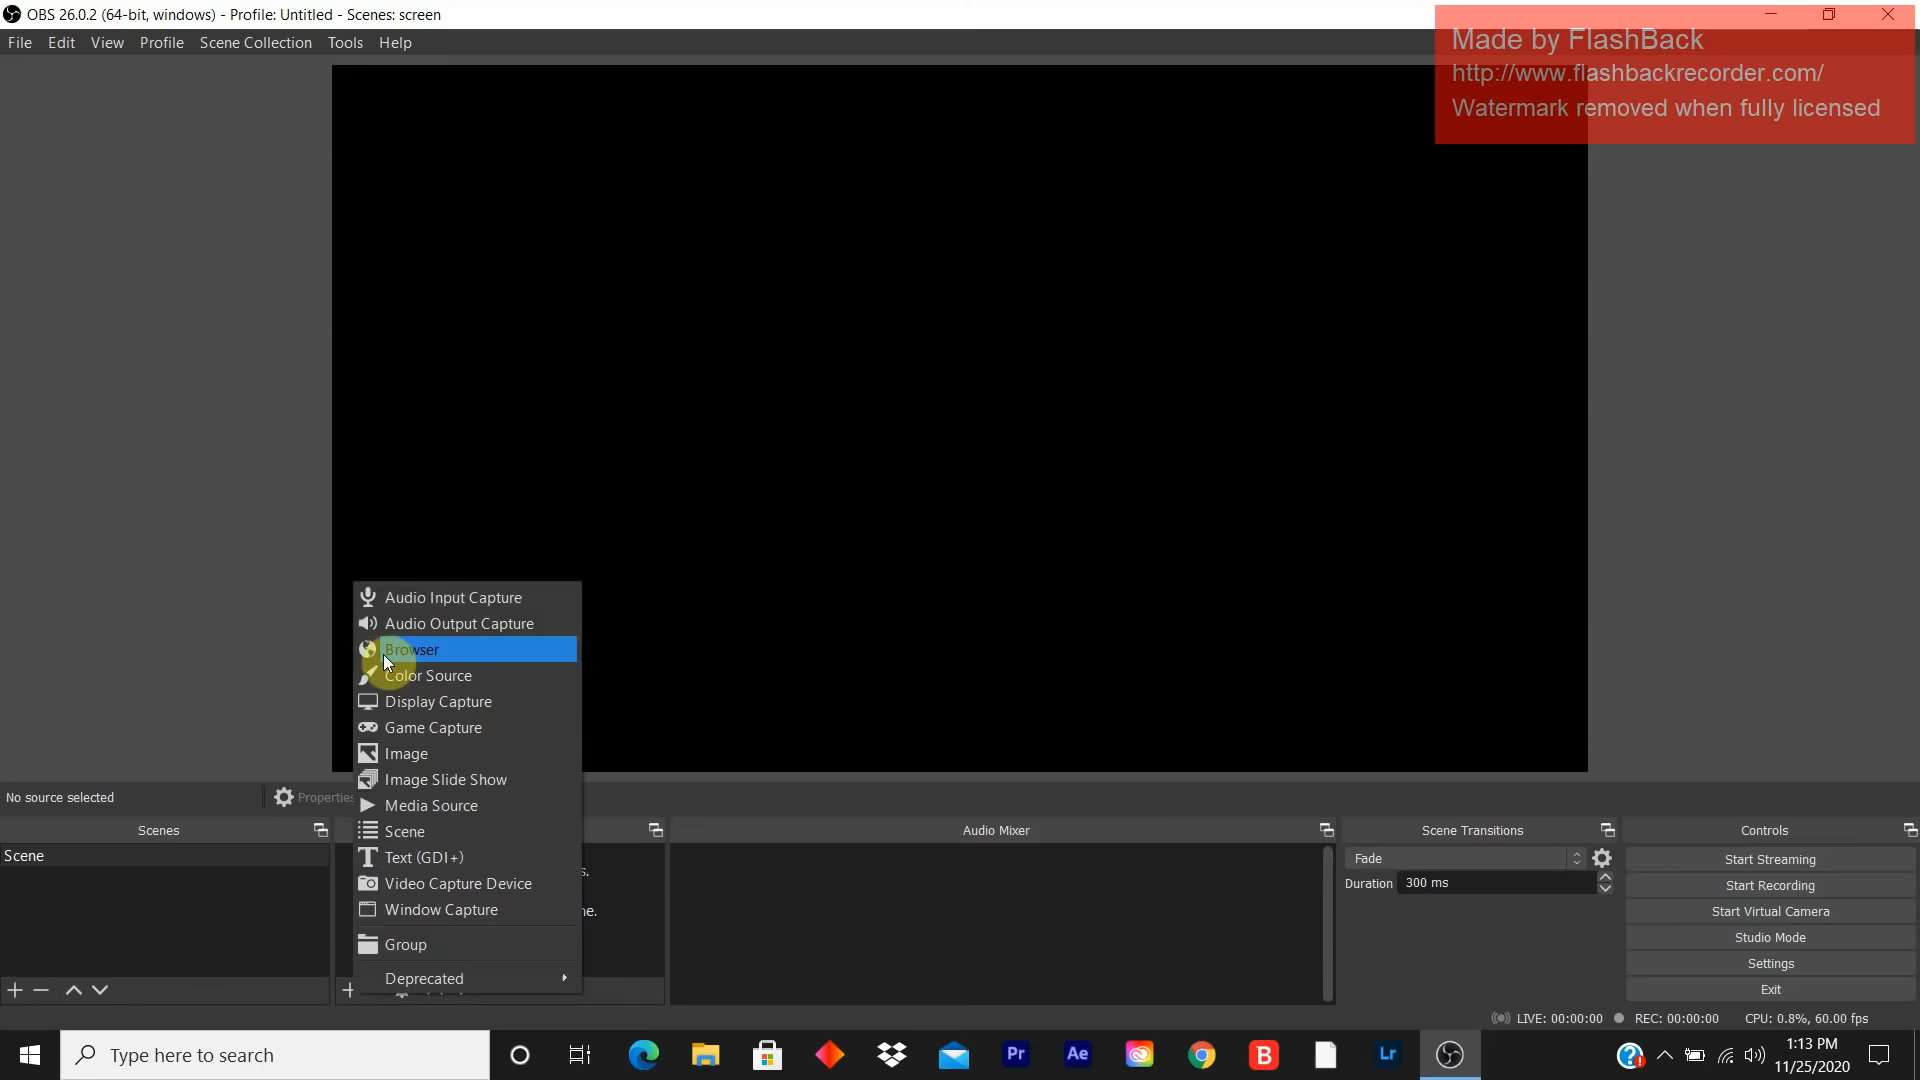 OBS 26.0.2 (64-bit, windows) - Profile: Untitled - Scenes: screen
File Edit View Profile Scene Collection Tools Help
Made by FlashBack
http://www.flashbackrecorder.com/
Watermark removed when fully licensed
Audio Input Capture
Audio Output Capture
Browser
Color Source
Display Capture
Game Capture
Image
Image Slide Show
Media Source
Scene
Text (GDI+)
Video Capture Device
Window Capture
Group
Deprecated
No source selected
Properties
Scenes
Scene
Audio Mixer
Scene Transitions
Fade
Duration 300 ms
Controls
Start Streaming
Start Recording
Start Virtual Camera
Studio Mode
Settings
Exit
LIVE: 00:00:00 REC: 00:00:00 CPU: 0.8%, 60.00 fps
Type here to search
Pr
Ae
B
Lr
1:13 PM
11/25/2020